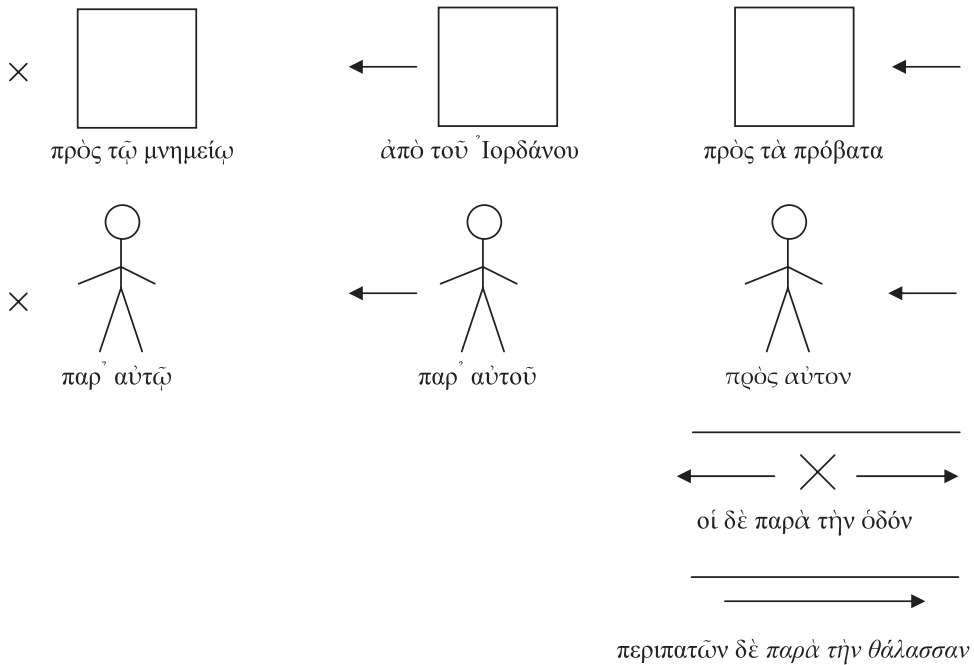 πρὸς τῷ μνημείῳ
ἀπὸ τοῦ Ἰορδάνου
πρὸς τὰ πρόβατα
παρ᾽ αὐτῷ
παρ᾽ αὐτοῦ
πρὸς αὐτον
οἱ δὲ παρὰ τὴν ὁδόν
περιπατῶν δὲ παρὰ τὴν θάλασσαν